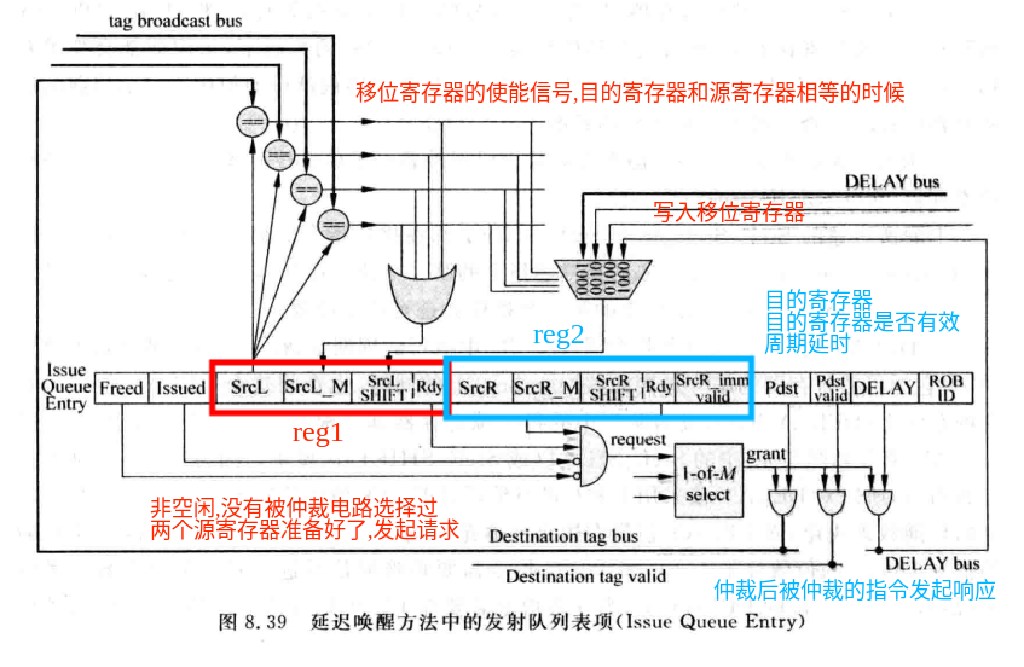 tag broadcast bus
移位寄存器的使能信号,目的寄存器和源寄存器相等的时候
==
==
==
==
DELAY bus
写入移位寄存器
0001
0010
0100
1000
目的寄存器
目的寄存器是否有效
周期延时
reg2
Issue
Queue
Entry
Freed
Issued
SrcL
SrcL_M
SrcL
SHIFT
Rdy
SrcR
SrcR_M
SrcR
SHIFT
Rdy
SrcR_imm
valid
Pdst
Pdst
valid
DELAY
ROB
ID
reg1
request
grant
1-of-M
select
非空闲,没有被仲裁电路选择过
两个源寄存器准备好了,发起请求
Destination tag bus
Destination tag valid
DELAY bus
仲裁后被仲裁的指令发起响应
图 8.39 延迟唤醒方法中的发射队列表项(Issue Queue Entry)